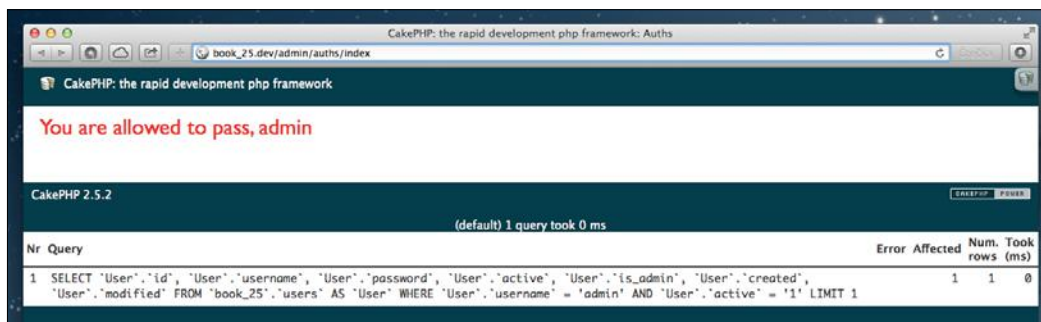 CakePHP: the rapid development php framework: Auths
book_25.dev/admin/auths/index
CakePHP: the rapid development php framework
You are allowed to pass, admin
CakePHP 2.5.2
CAKEPHP POWER
(default) 1 query took 0 ms
Nr Query Error Affected Num. rows Took (ms)
1 SELECT `User`.`id`, `User`.`username`, `User`.`password`, `User`.`active`, `User`.`is_admin`, `User`.`created`, 1 1 0
`User`.`modified` FROM `book_25`.`users` AS `User` WHERE `User`.`username` = 'admin' AND `User`.`active` = '1' LIMIT 1